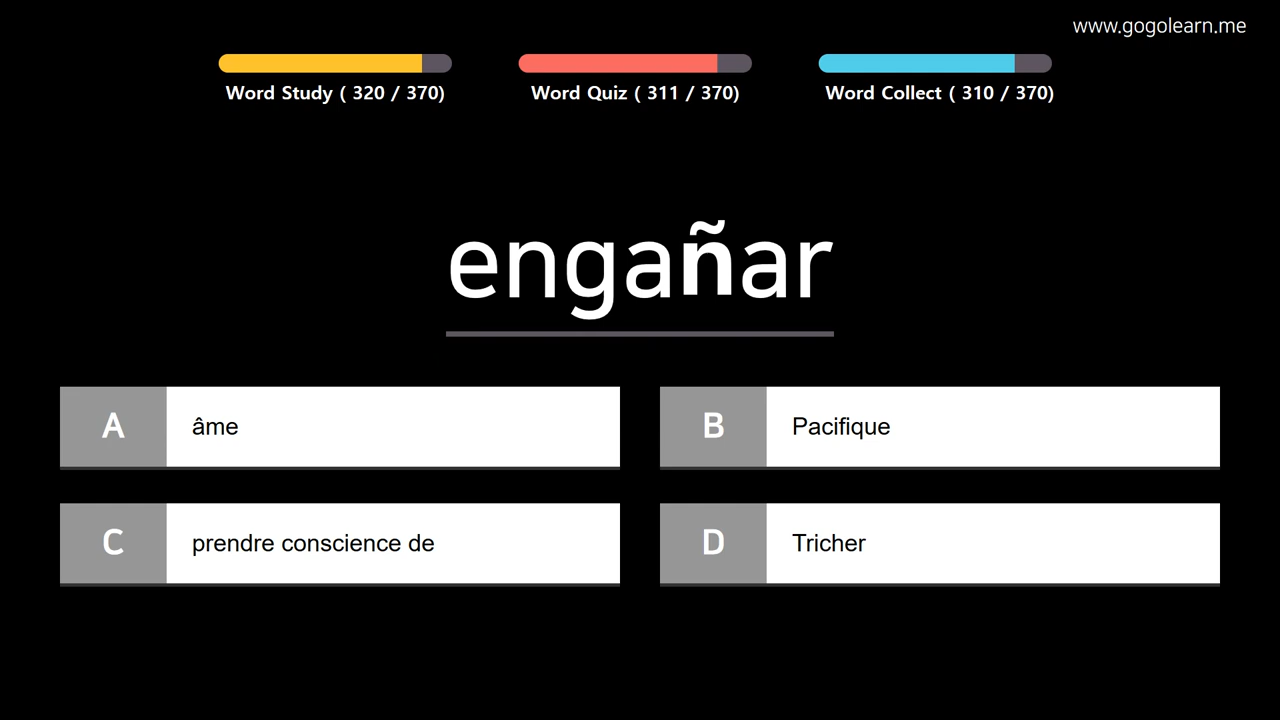 www.gogolearn.me
Word Study ( 320 / 370)
Word Quiz ( 311 / 370)
Word Collect ( 310 / 370)
engañar
A âme
B Pacifique
C prendre conscience de
D Tricher